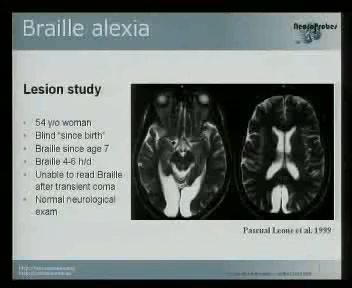 Braille alexia
NeuroProbes
Lesion study
54 y/o woman
Blind "since birth"
Braille since age 7
Braille 4-6 h/d
Unable to read Braille
after transient coma
Normal neurological
exam
Pascual Leone et al. 1999